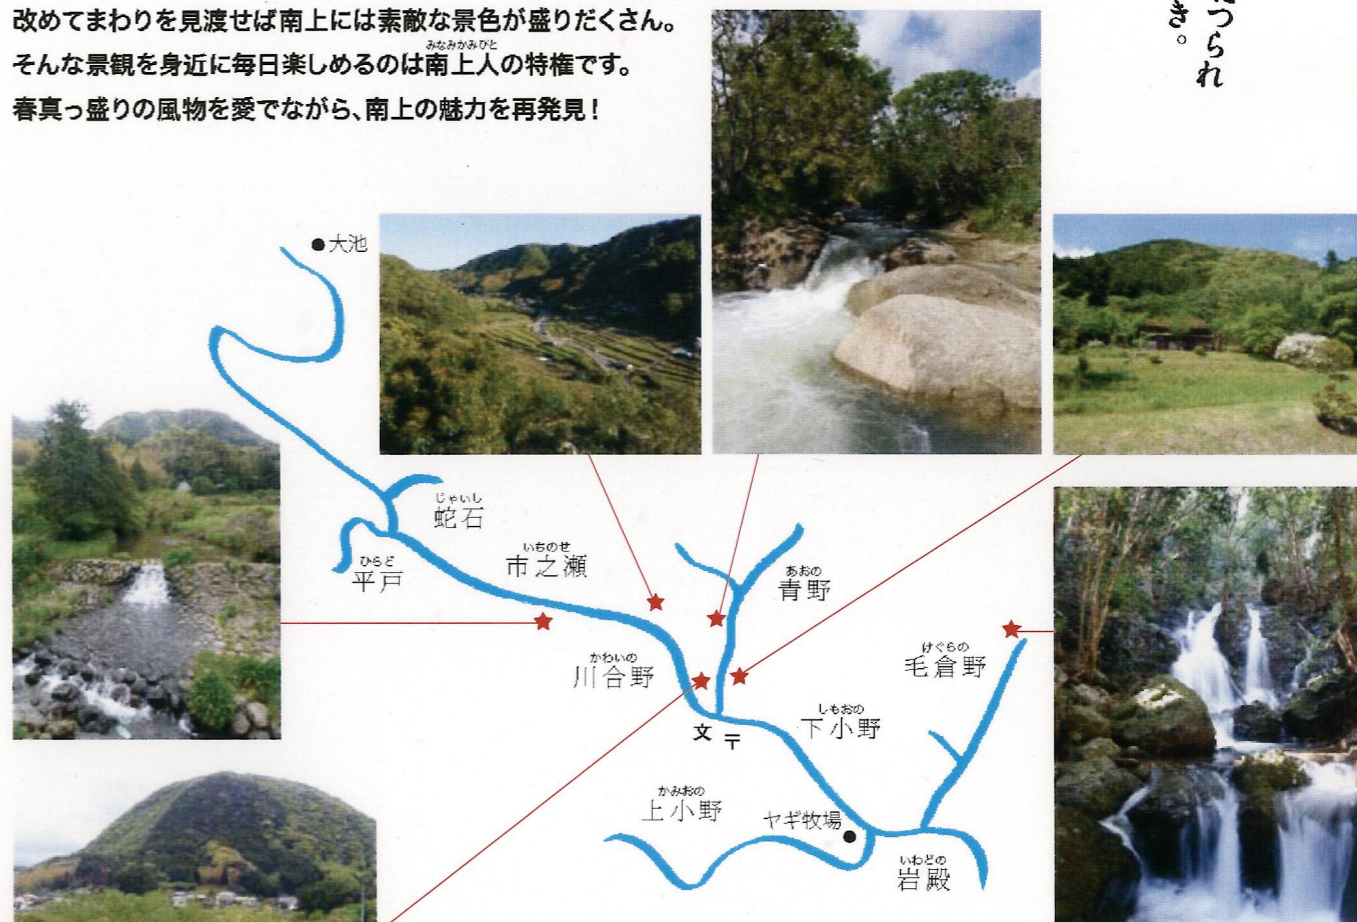 改めてまわりを見渡せば南上には素敵な景色が盛りだくさん。
みなみかみびと
そんな景観を身近に毎日楽しめるのは南上人の特権です。
春真っ盛りの風物を愛でながら、南上の魅力を再発見！
つられ
き。
大池
じゃいし
蛇石
ひらど
平戸
いちのせ
市之瀬
あおの
青野
かわいの
川合野
けぐらの
毛倉野
しもおの
下小野
文 〒
かみおの
上小野
ヤギ牧場
いわどの
岩殿